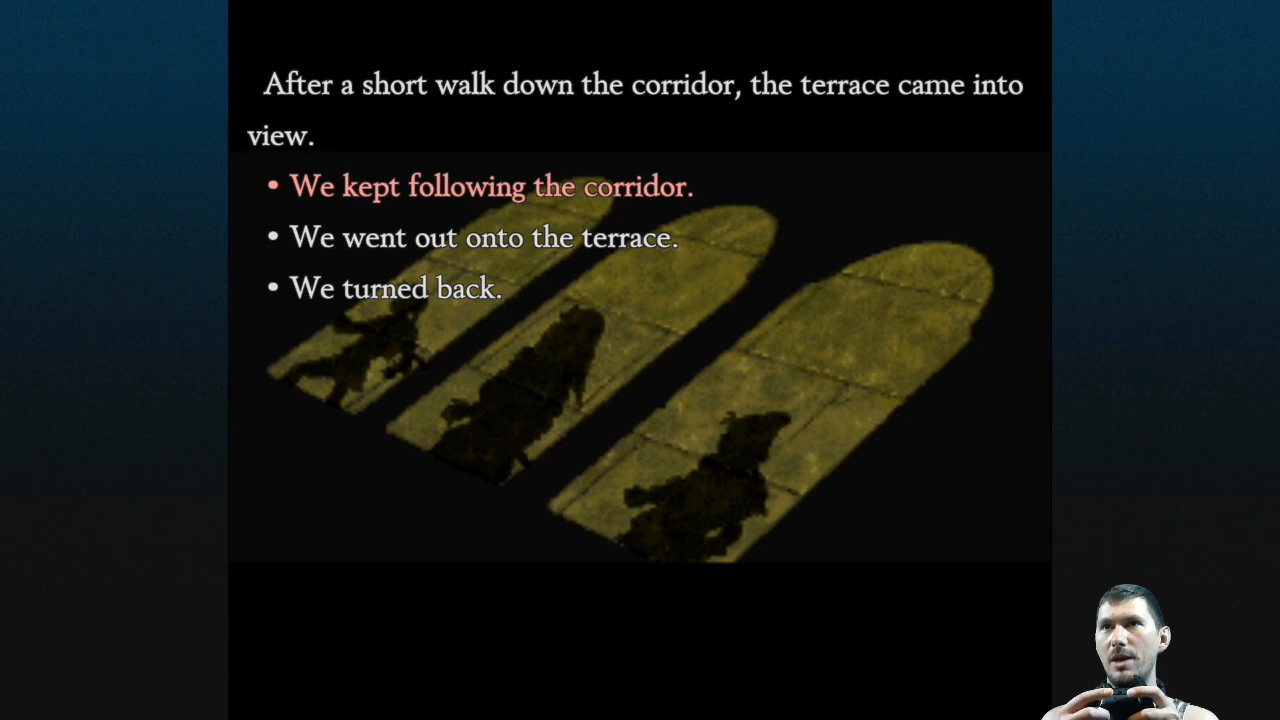 After a short walk down the corridor, the terrace came into
view.
• We kept following the corridor.
• We went out onto the terrace.
• We turned back.